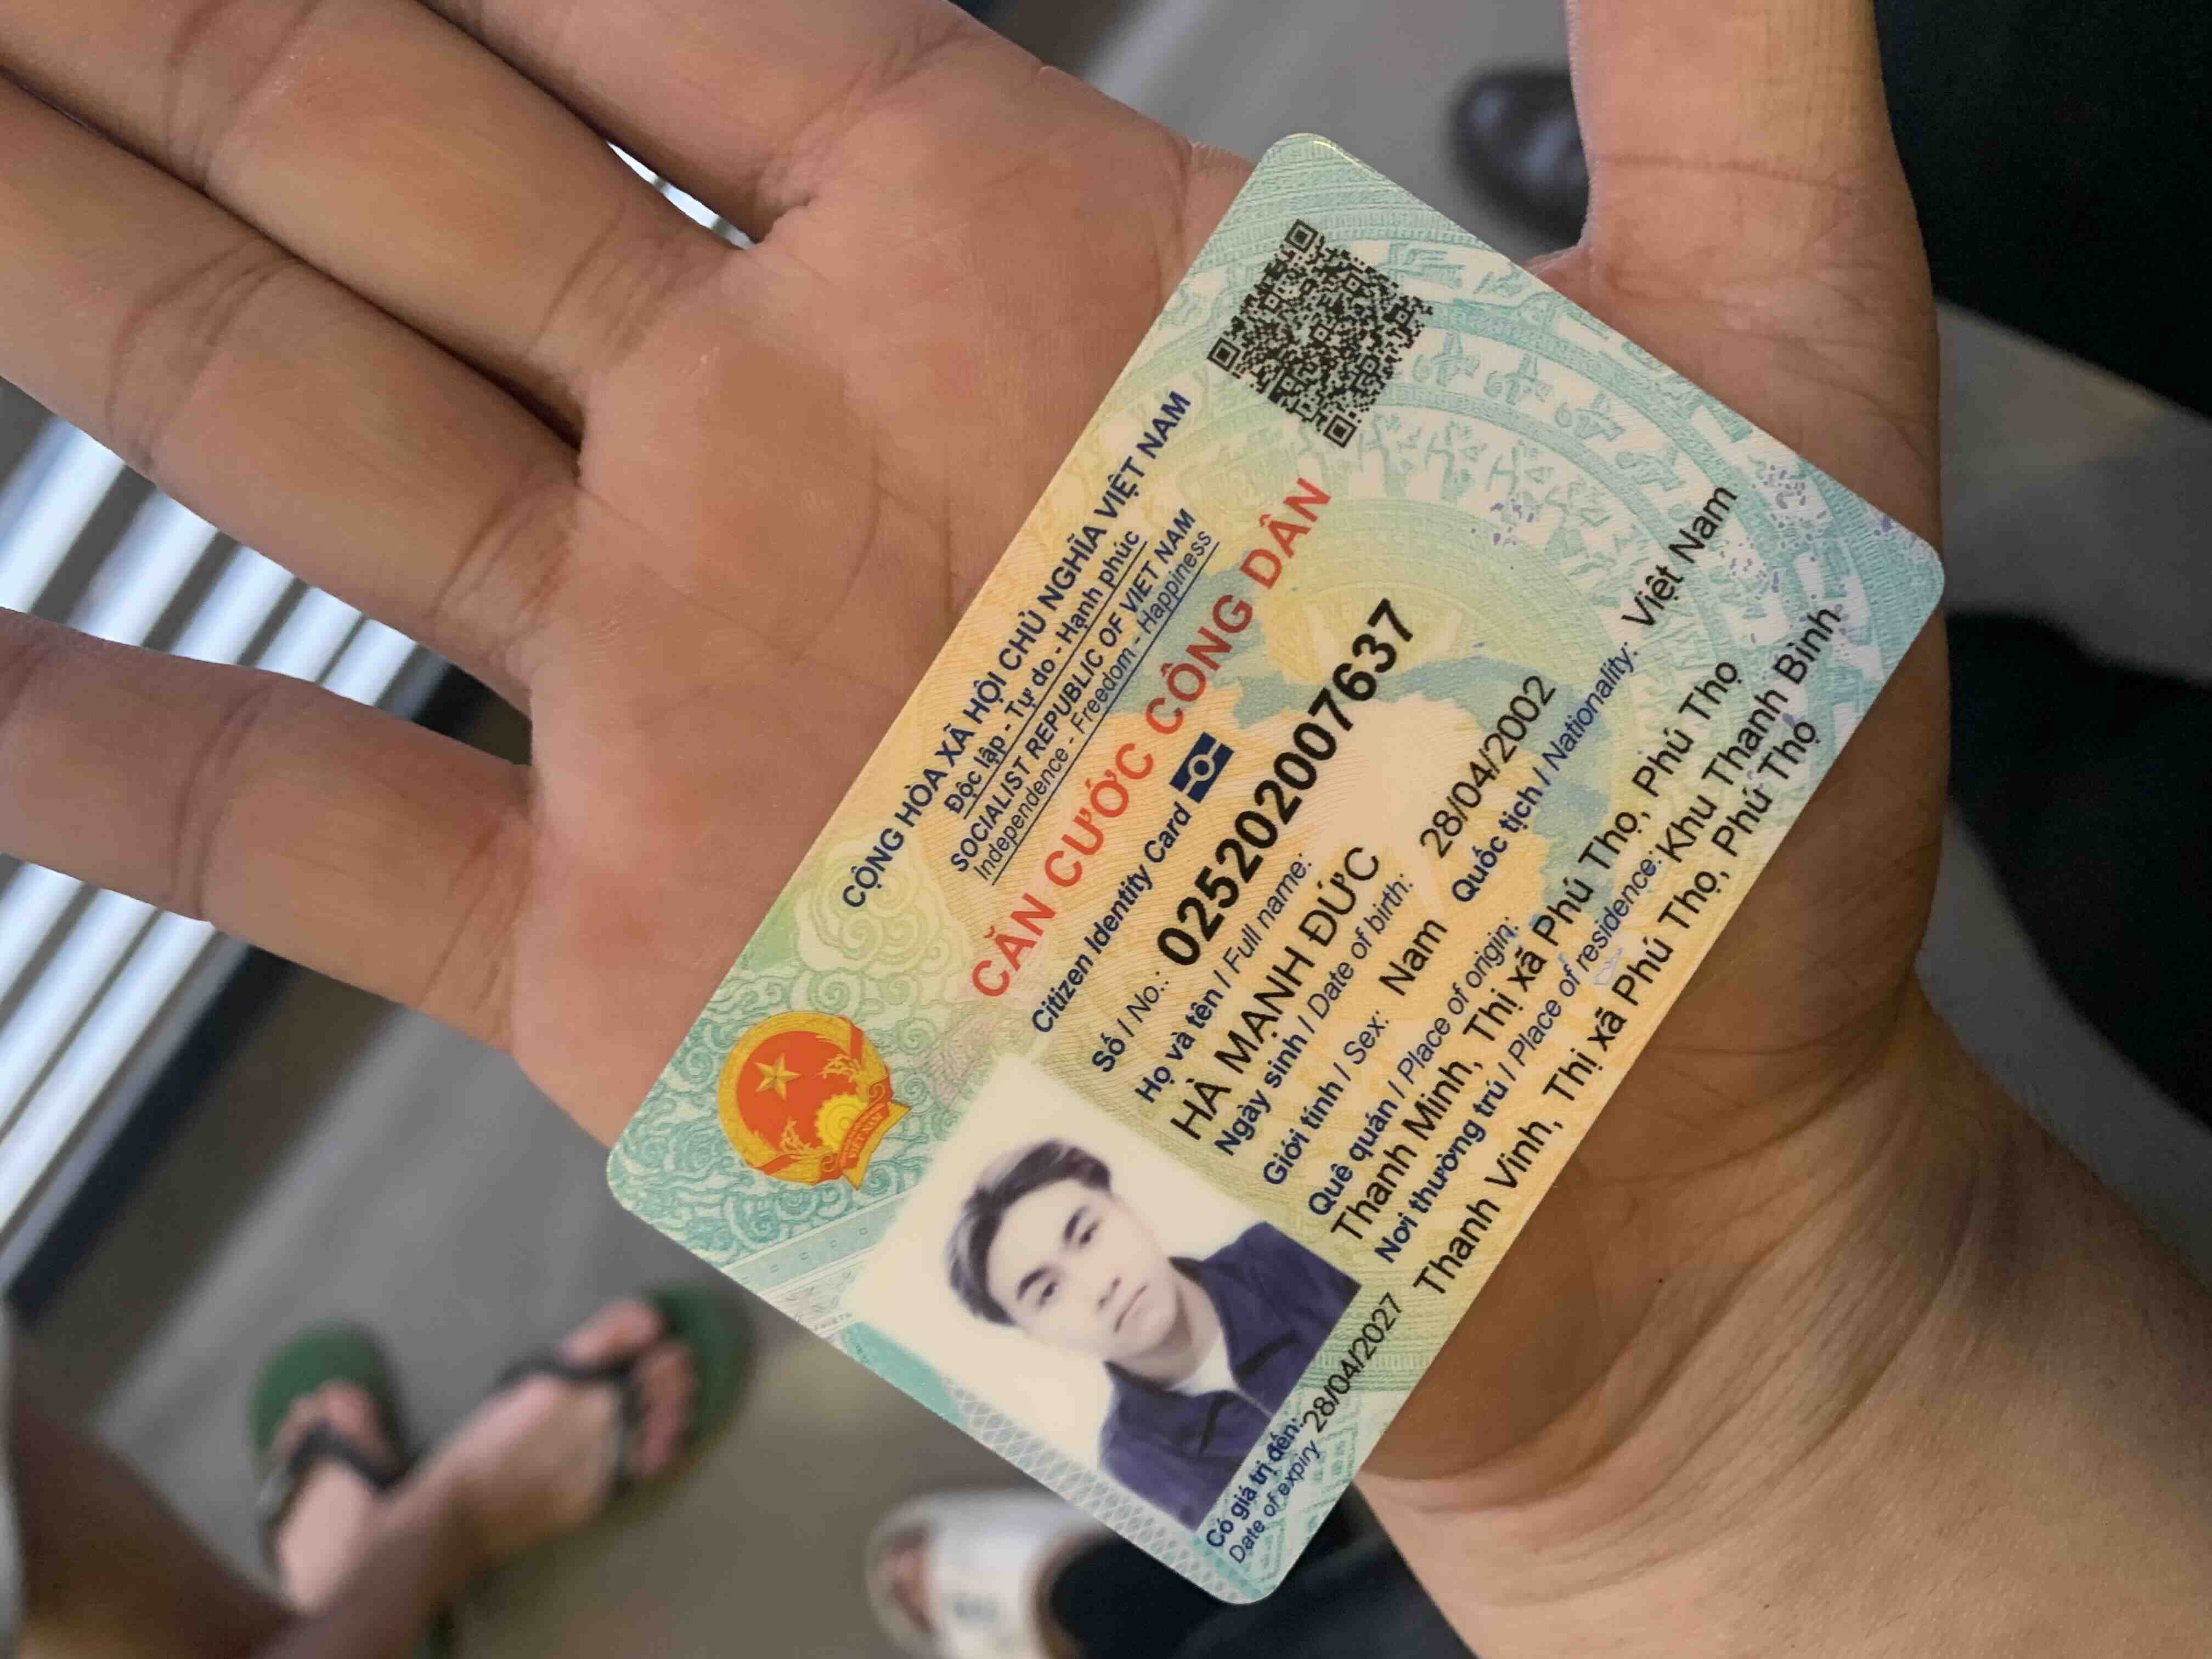 CỘNG HÒA XÃ HỘI CHỦ NGHĨA VIỆT NAM
Độc lập - Tự do - Hạnh phúc
SOCIALIST REPUBLIC OF VIET NAM
Independence - Freedom - Happiness
CĂN CƯỚC CÔNG DÂN
Citizen Identity Card
Số / No.: 025202007637
Họ và tên / Full name:
HÀ MẠNH ĐỨC
Ngày sinh / Date of birth: 28/04/2002
Giới tính / Sex: Nam Quốc tịch / Nationality: Việt Nam
Quê quán / Place of origin:
Thanh Minh, Thị xã Phú Thọ, Phú Thọ
Nơi thường trú / Place of residence: Khu Thanh Bình
Thanh Vinh, Thị xã Phú Thọ, Phú Thọ
Có giá trị đến: 28/04/2027
Date of expiry
VIỆT NAM